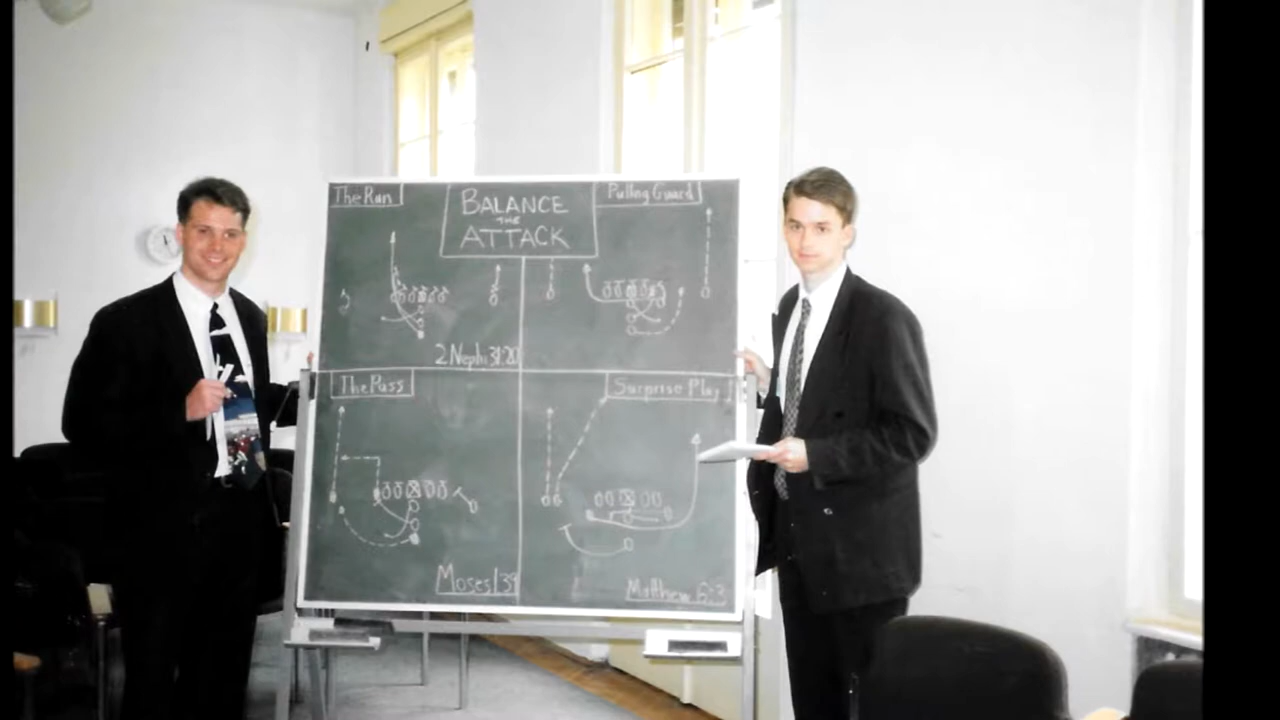 The Run
BALANCE
THE
ATTACK
Pulling Guard
2 Nephi 31:20
The Pass
Surprise Play
Moses 1:39
Matthew 6:3